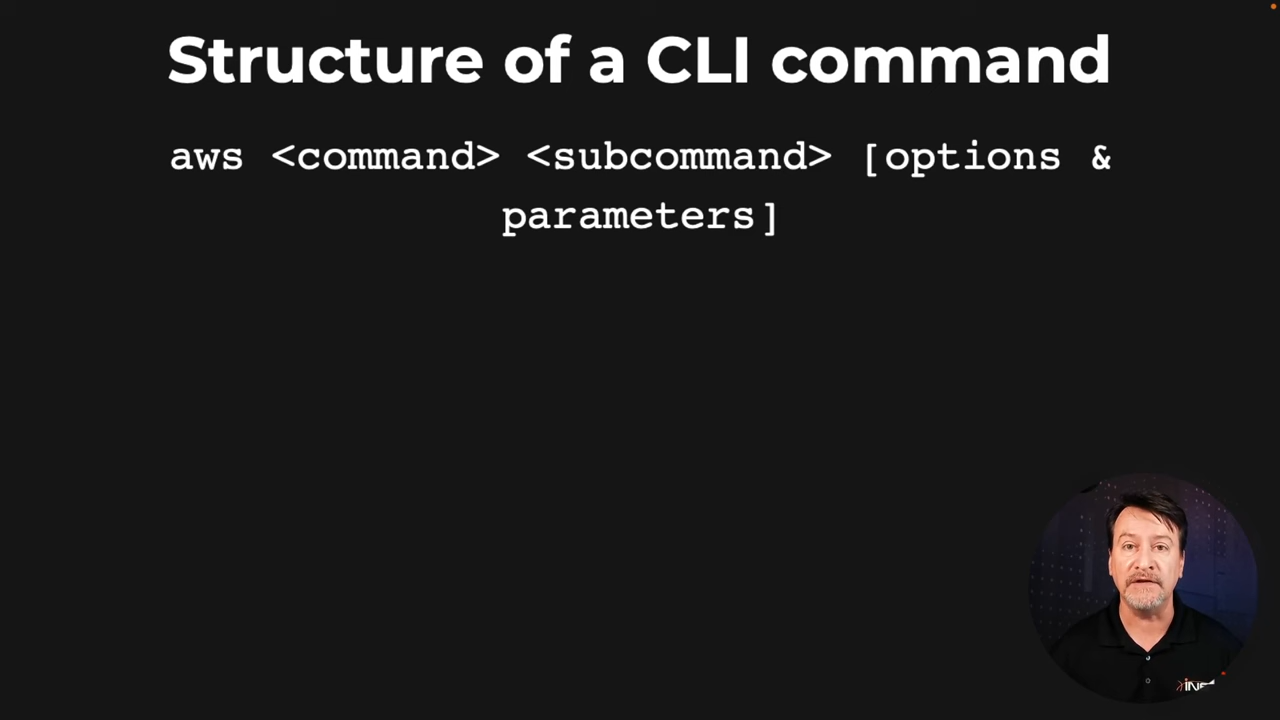 Structure of a CLI command
aws <command> <subcommand> [options &
parameters]